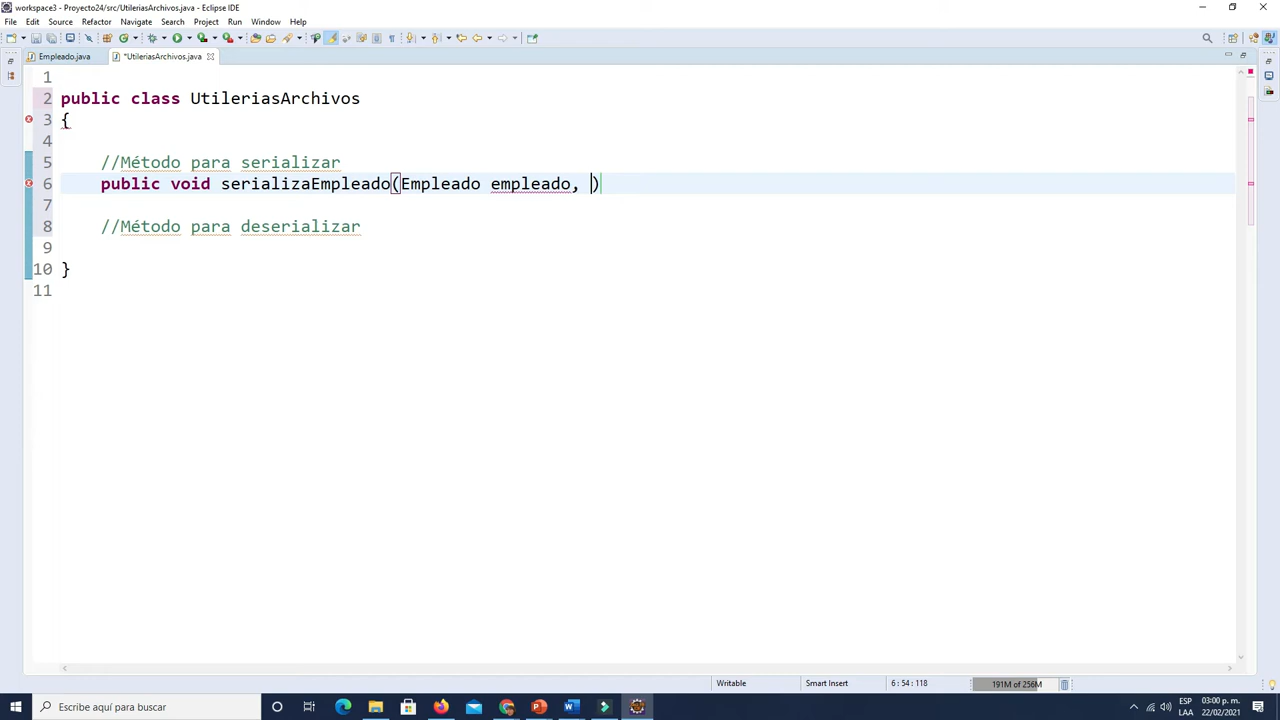 workspace3 - Proyecto24/src/UtileriasArchivos.java - Eclipse IDE
File Edit Source Refactor Navigate Search Project Run Window Help
Empleado.java *UtileriasArchivos.java
1
2 public class UtileriasArchivos
3 {
4
5 //Método para serializar
6 public void serializaEmpleado(Empleado empleado, )
7
8 //Método para deserializar
9
10 }
11
Writable Smart Insert 6 : 54 : 118 191M of 256M
Escribe aquí para buscar
ESP 03:00 p. m.
LAA 22/02/2021